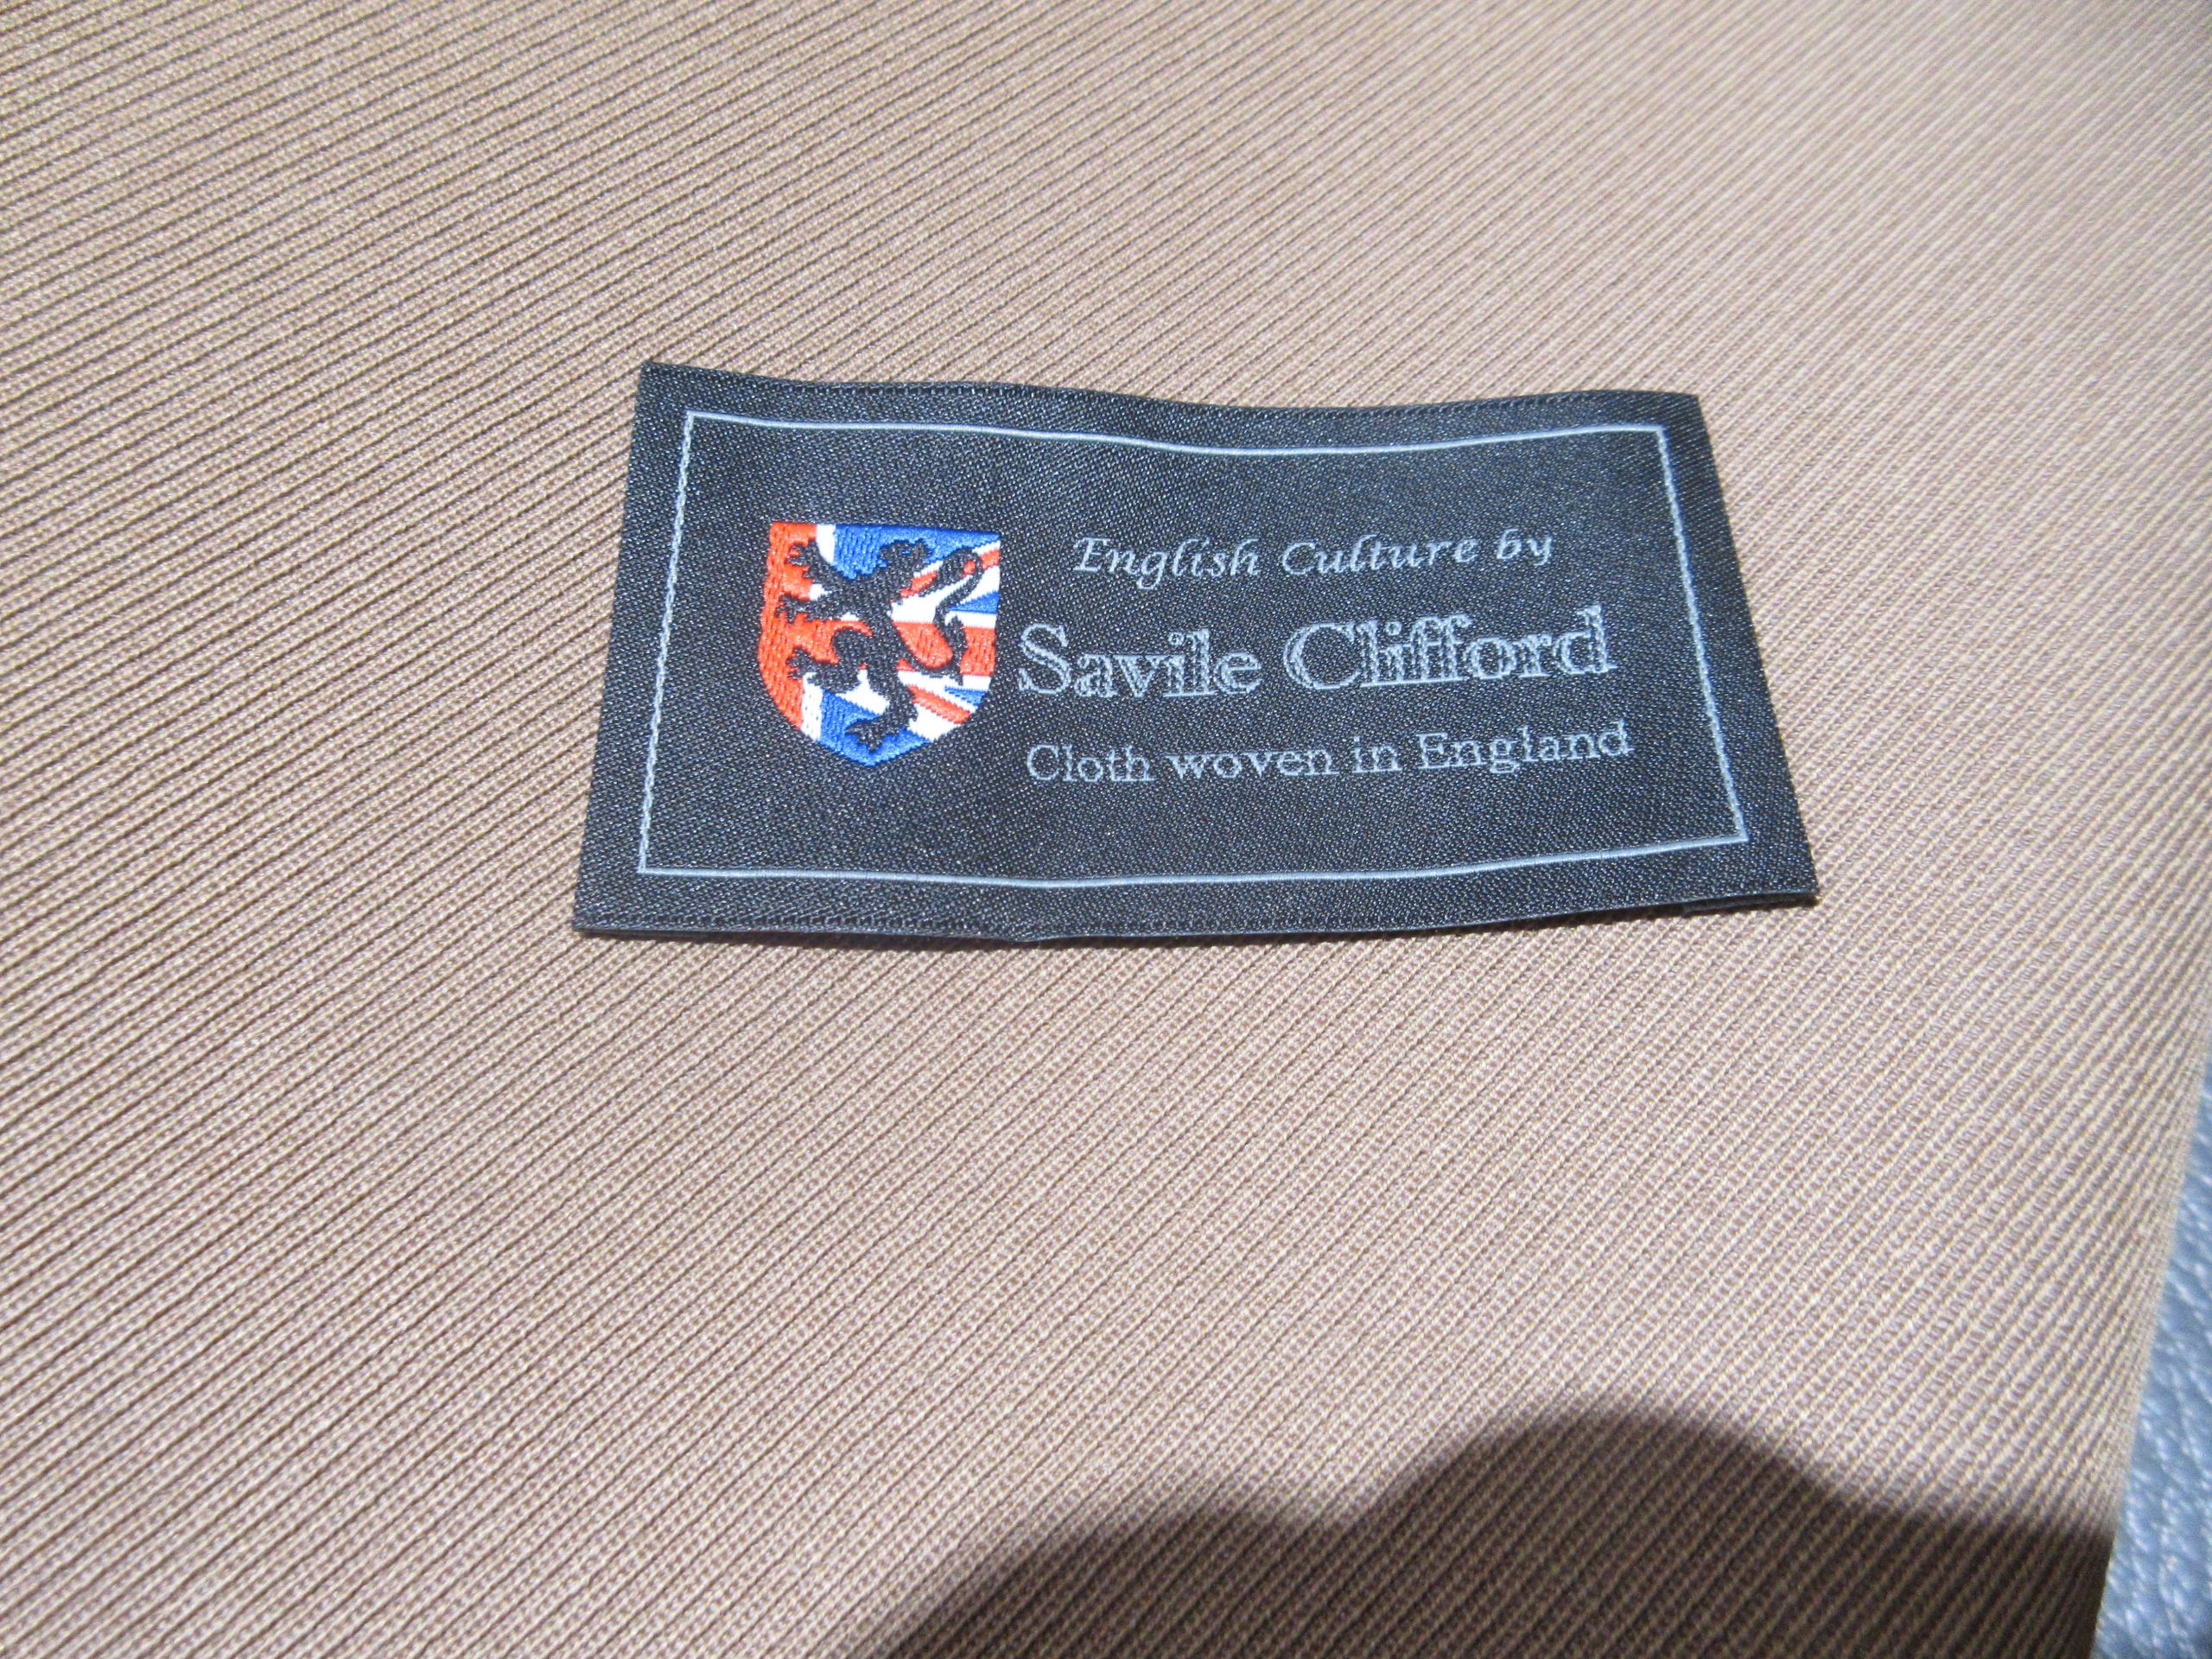 English Culture by
Savile Clifford
Cloth woven in England